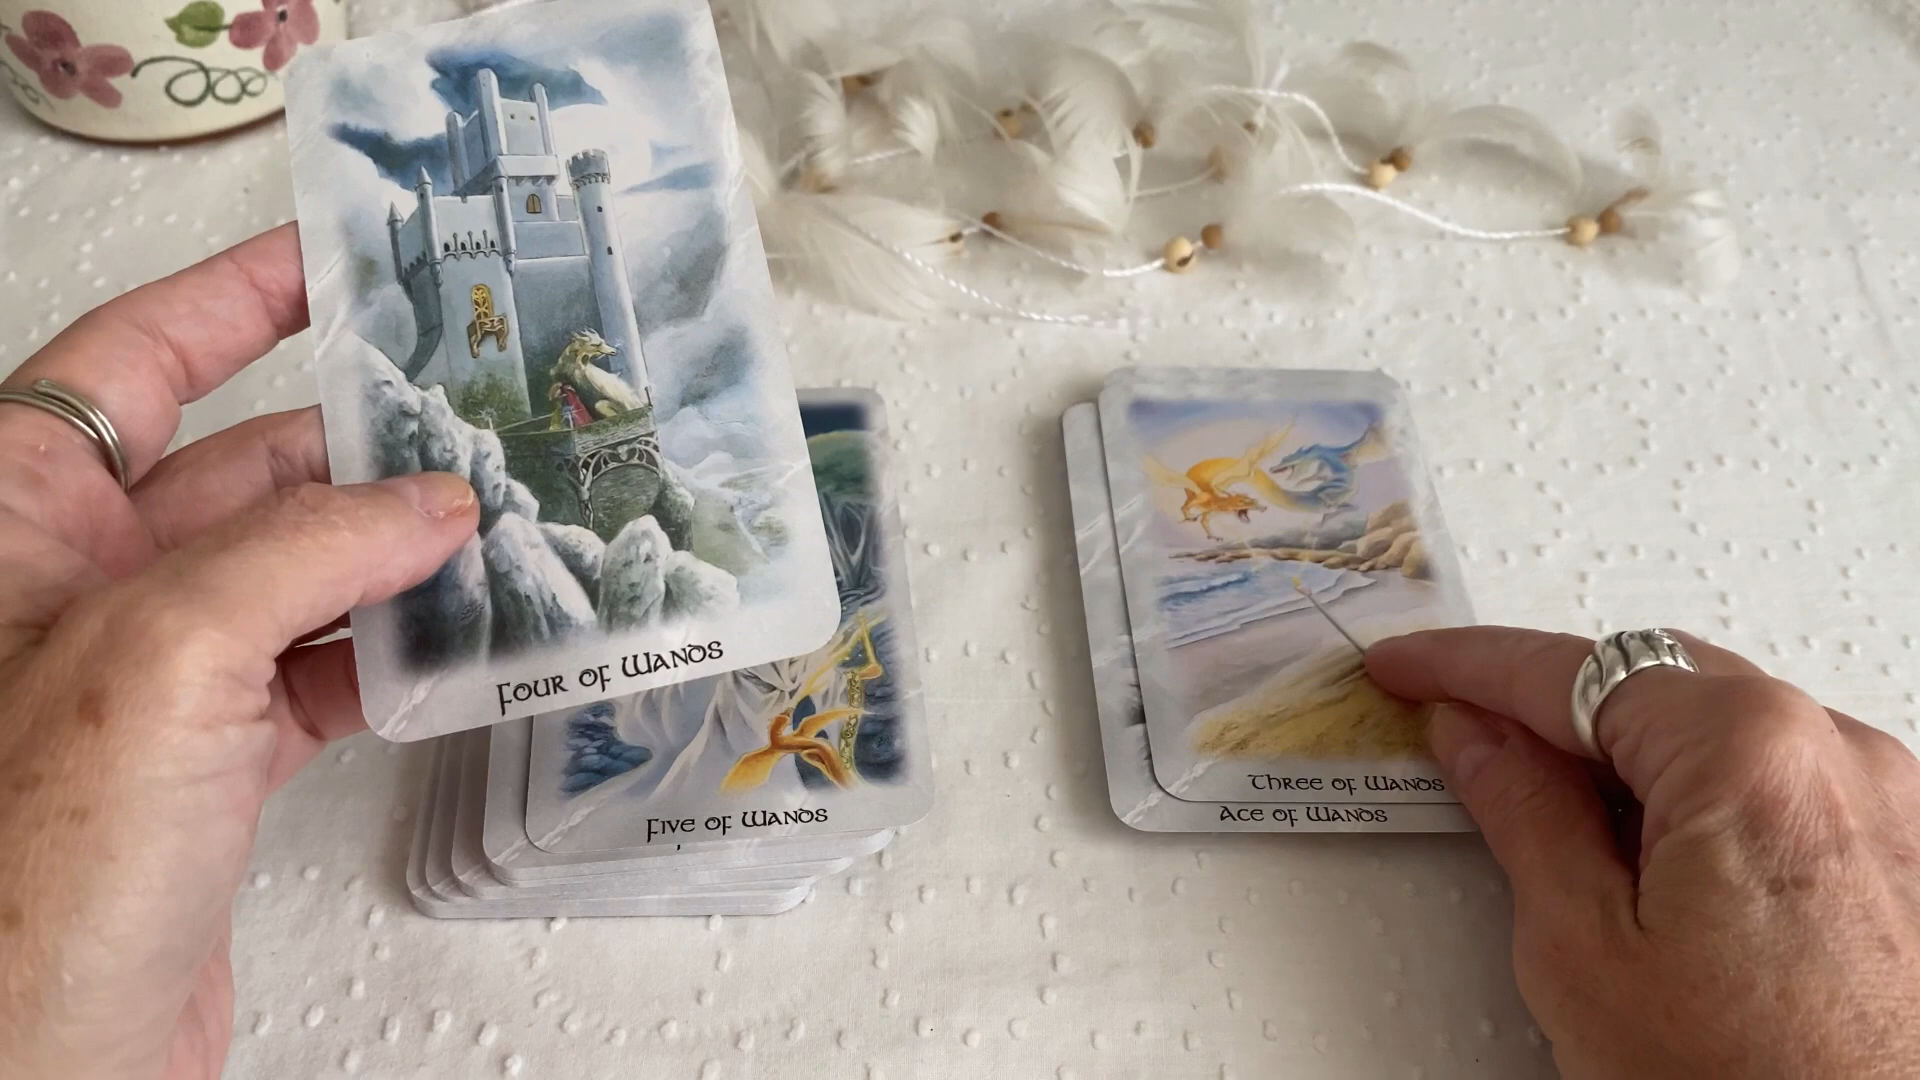 Four of Wands
Five of Wands
Three of Wands
Ace of Wands